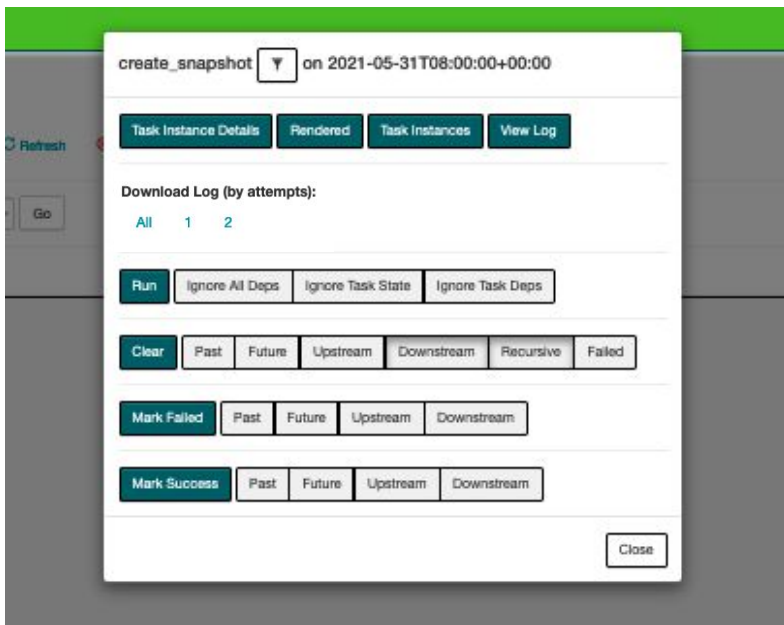 create_snapshot on 2021-05-31T08:00:00+00:00
Task Instance Details Rendered Task Instances View Log
Refresh
Download Log (by attempts):
Go
All 1 2
Run Ignore All Deps Ignore Task State Ignore Task Deps
Clear Past Future Upstream Downstream Recursive Failed
Mark Failed Past Future Upstream Downstream
Mark Success Past Future Upstream Downstream
Close